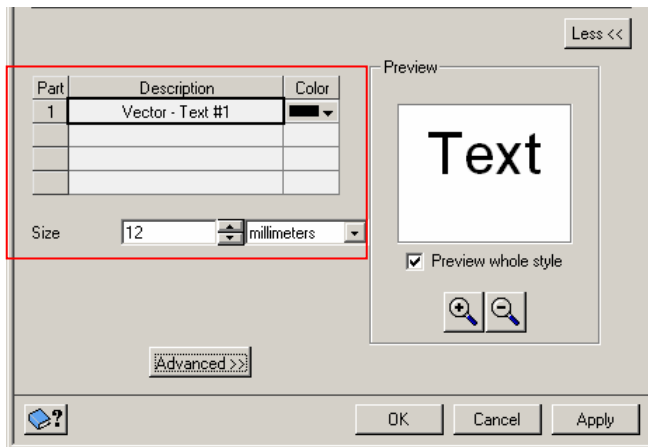 Less <<
Preview
Part Description Color
1 Vector - Text #1
Text
Size 12 millimeters
Preview whole style
Advanced >>
? OK Cancel Apply